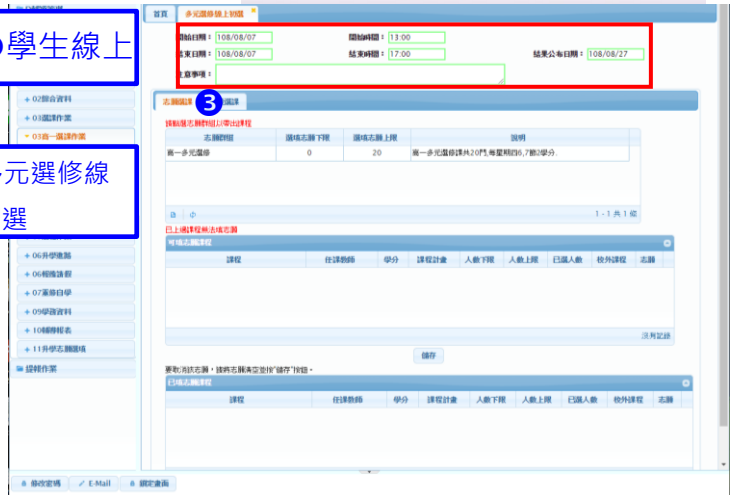 首頁 多元選修線上初選
開始日期： 108/08/07 開始時間： 13:00
結束日期： 108/08/07 結束時間： 17:00 結果公布日期： 108/08/27
注意事項：
學生線上
+ 02綜合資料
+ 03選課作業
03高一選課作業
元選修線
選
+ 06升學進路
+ 07重修自學
+ 09學務資料
+ 10輔導報表
+ 11升學志願選填
提報作業
志願選課 3 選課
請點選志願群組以帶出課程
志願群組 選填志願下限 選填志願上限 說明
高一多元選修 0 20 高一多元選修課共20門,每星期四6,7節2學分.
1 - 1 共 1 條
已上過課程無法填志願
可填志願課程
課程 任課教師 學分 課程計畫 人數下限 人數上限 已選人數 校外課程 志願
沒有記錄
儲存
要取消該志願，請將志願清空並按"儲存"按鈕。
已填志願課程
課程 任課教師 學分 課程計畫 人數下限 人數上限 已選人數 校外課程 志願
修改密碼 E-Mail 鎖定畫面